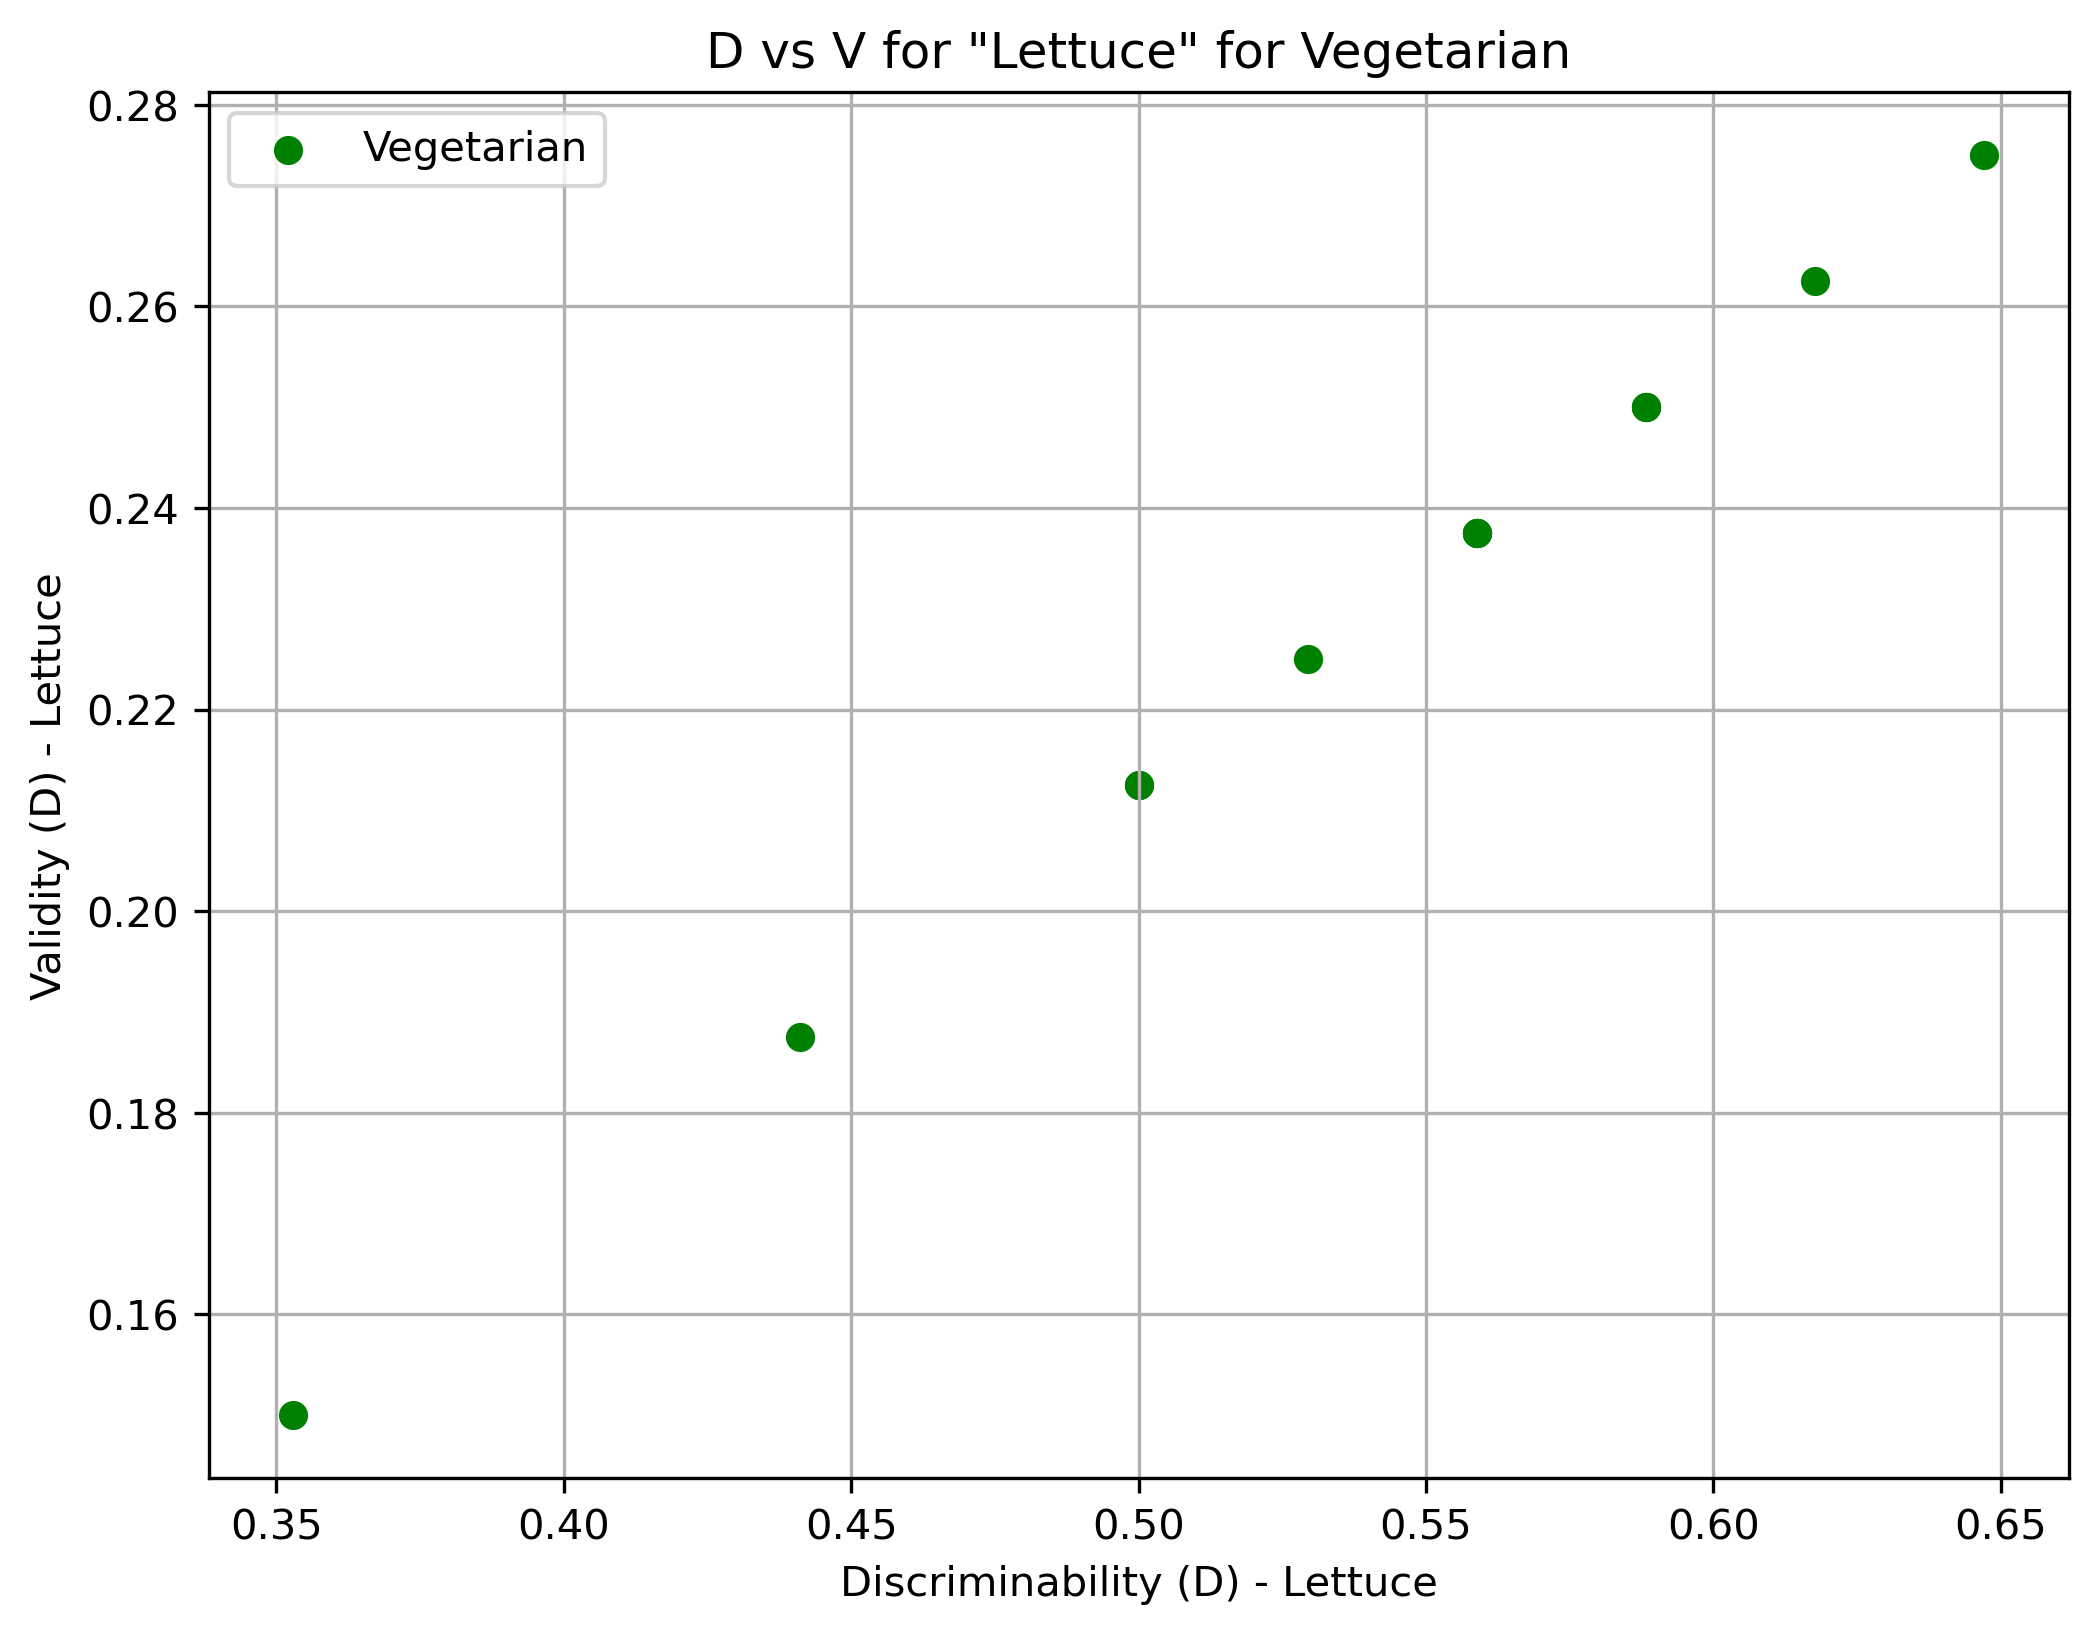 D vs V for "Lettuce" for Vegetarian
Vegetarian
0.28
0.26
0.24
0.22
0.20
0.18
0.16
Validity (D) - Lettuce
0.35 0.40 0.45 0.50 0.55 0.60 0.65
Discriminability (D) - Lettuce